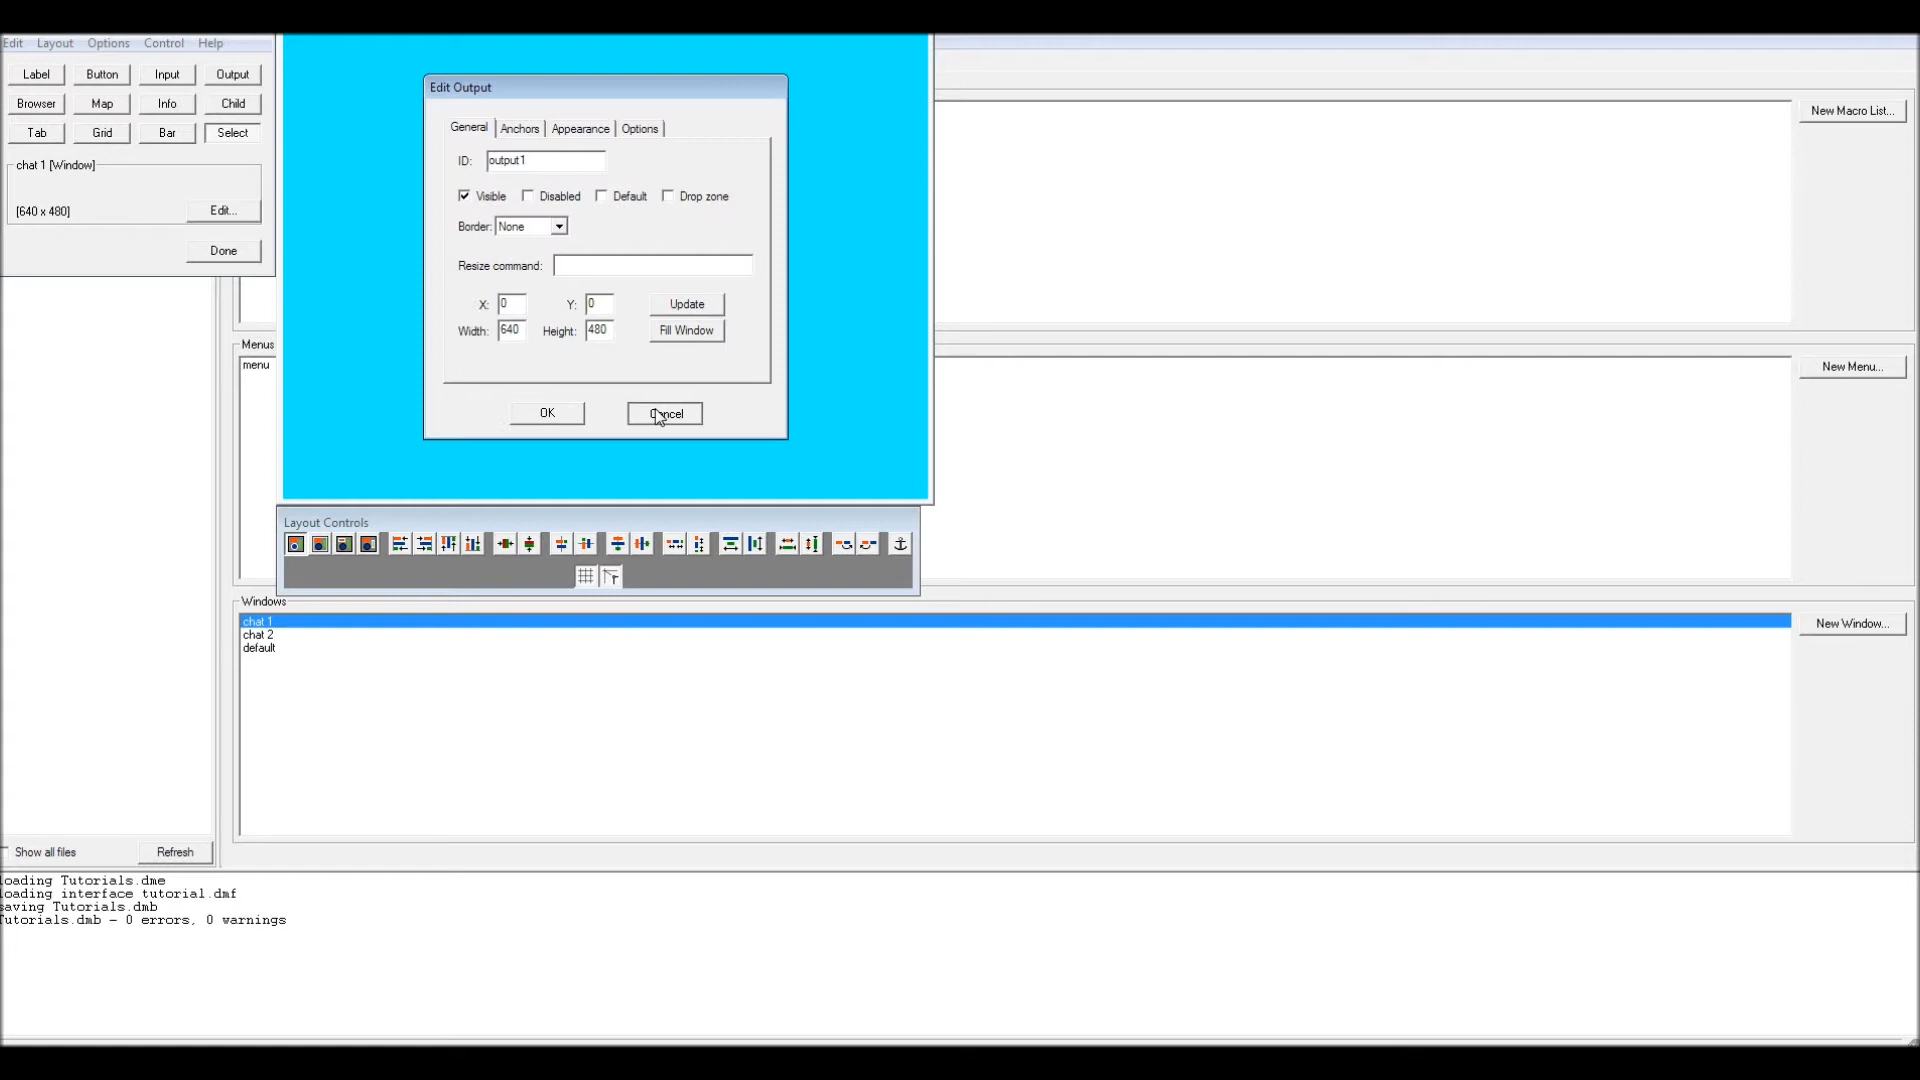 Edit Layout Options Control Help
Label Button Input Output
Browser Map Info Child
Tab Grid Bar Select
chat 1 [Window]
[640 x 480] Edit...
Done
Edit Output
General Anchors Appearance Options
ID: output1
Visible Disabled Default Drop zone
Border: None
Resize command:
X: 0 Y: 0 Update
Width: 640 Height: 480 Fill Window
OK Cancel
New Macro List...
Menus
menu
New Menu...
Layout Controls
Windows
chat 1
chat 2
default
New Window...
Show all files Refresh
loading Tutorials.dme
loading interface tutorial.dmf
saving Tutorials.dmb
Tutorials.dmb - 0 errors, 0 warnings